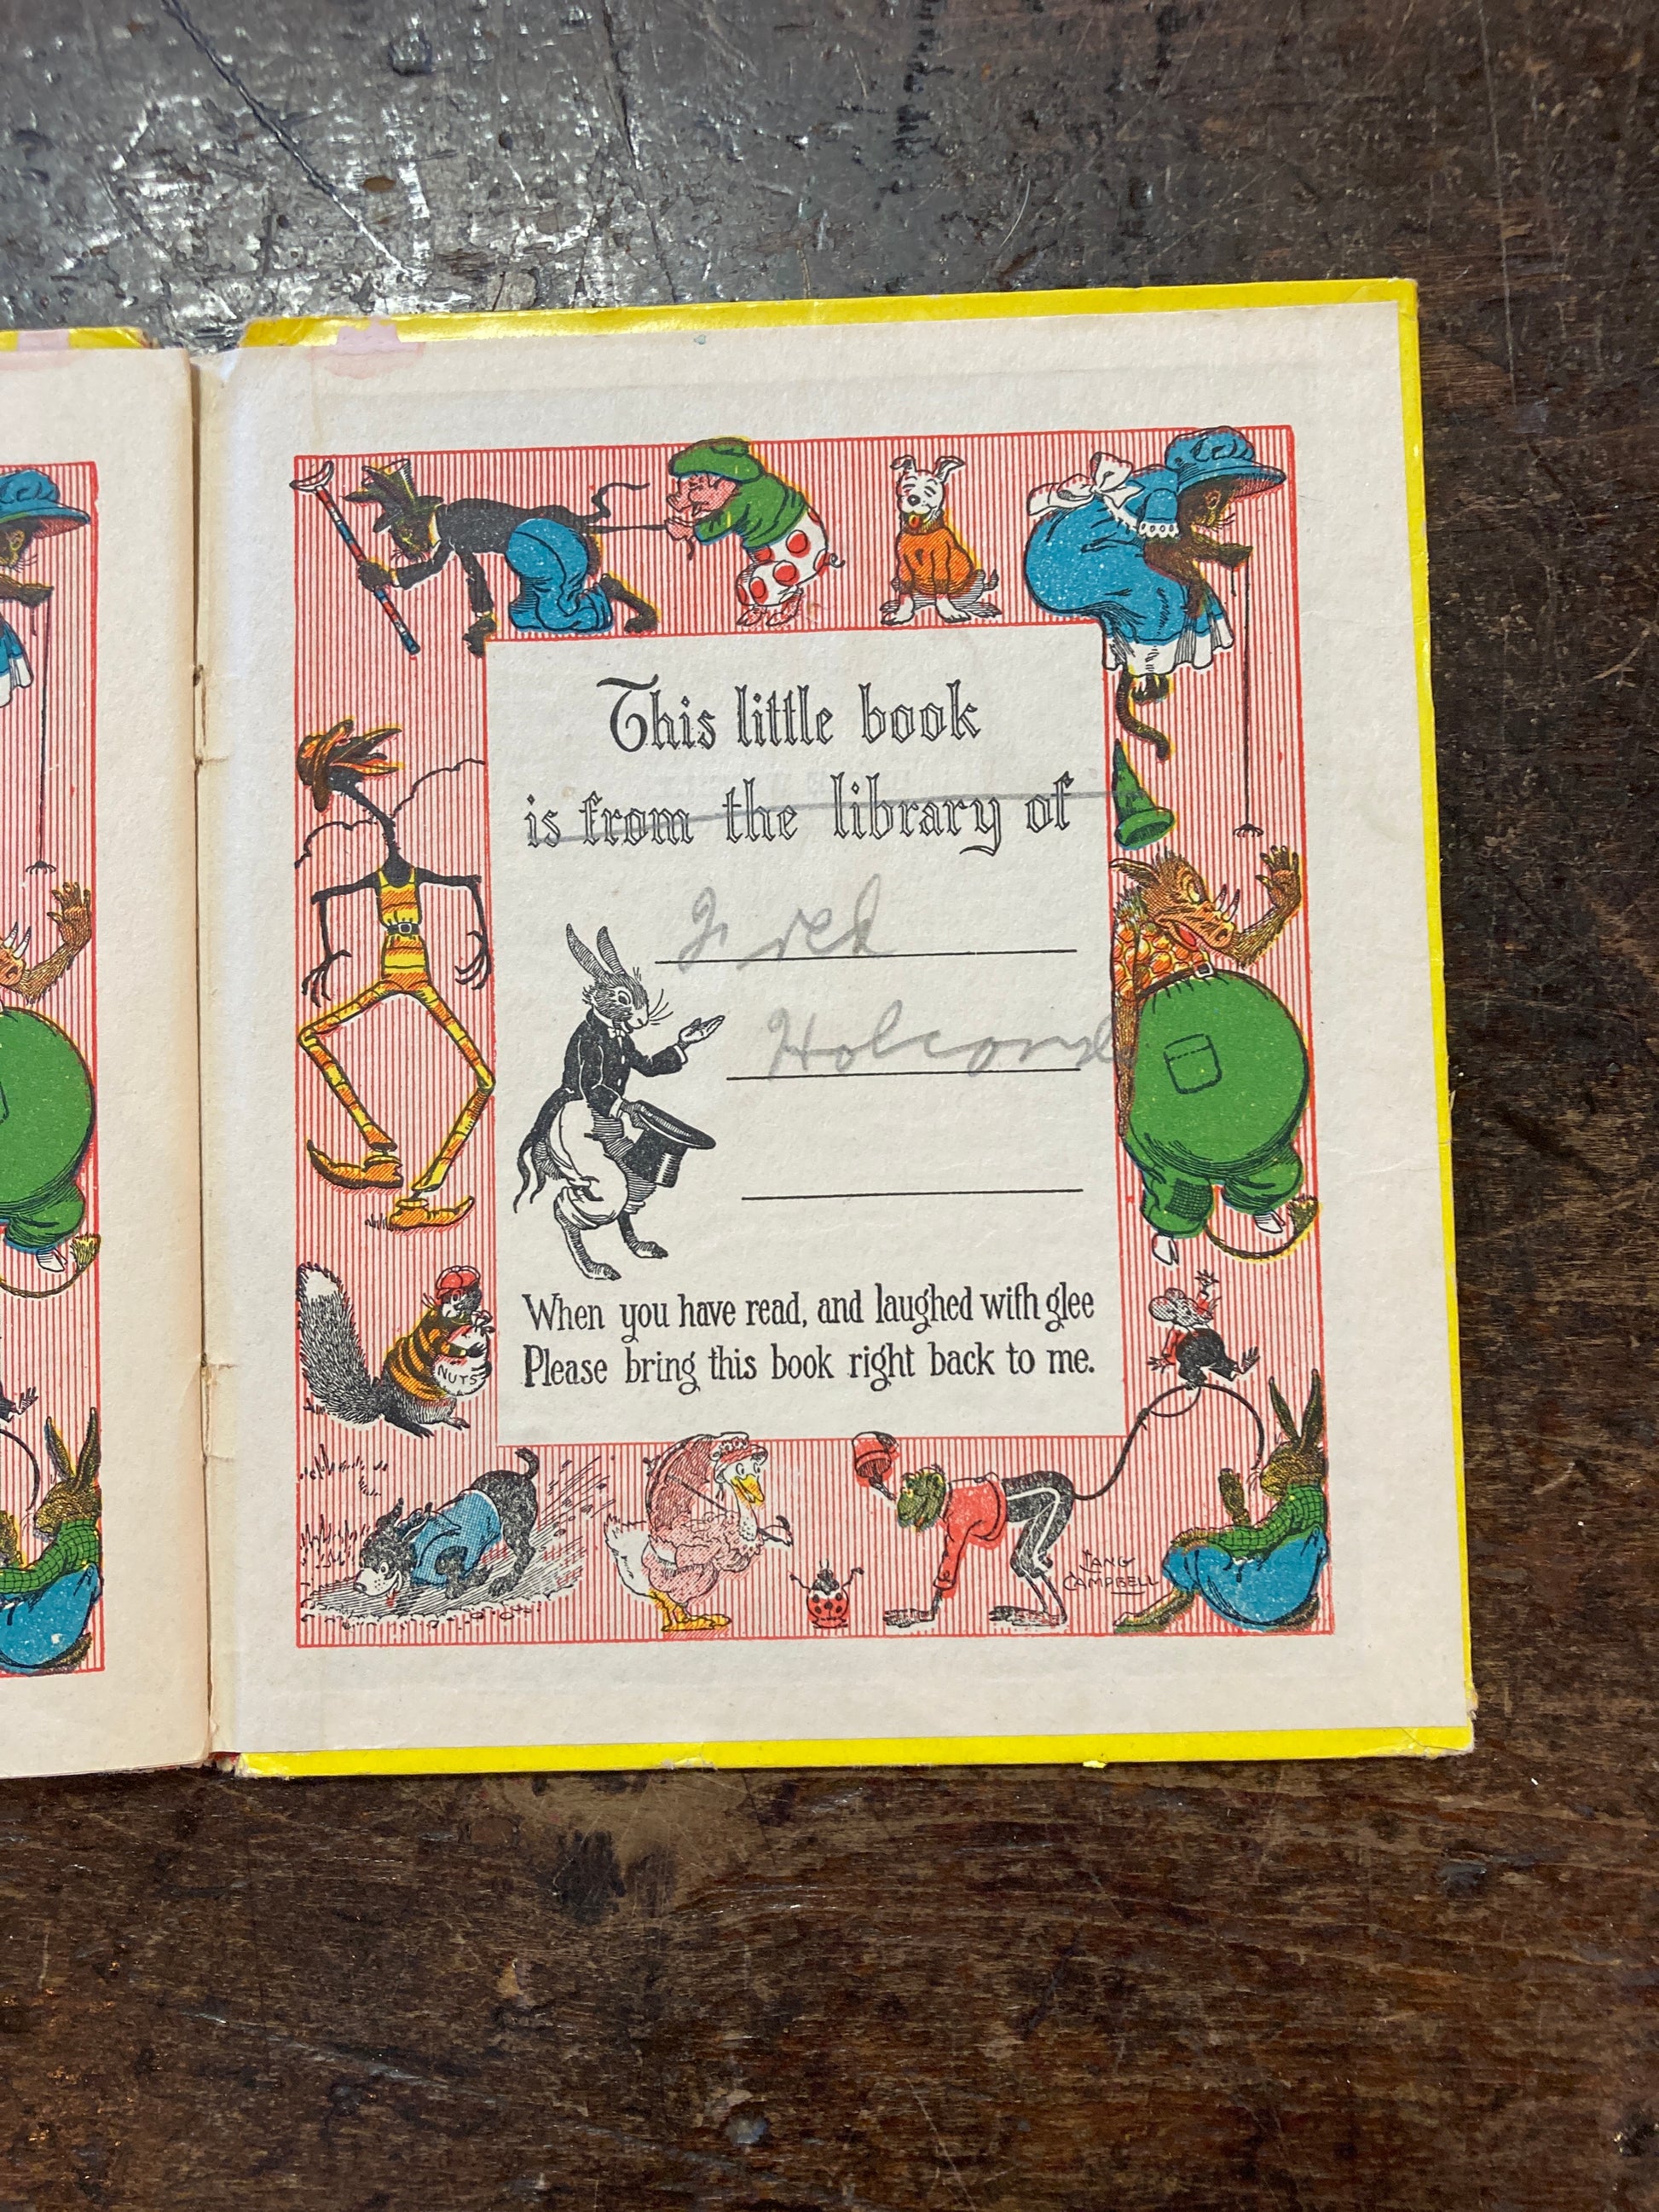 This little book
is from the library of
Fred
Holcomb
When you have read, and laughed with glee
Please bring this book right back to me.
NUTS
LANG
CAMPBELL